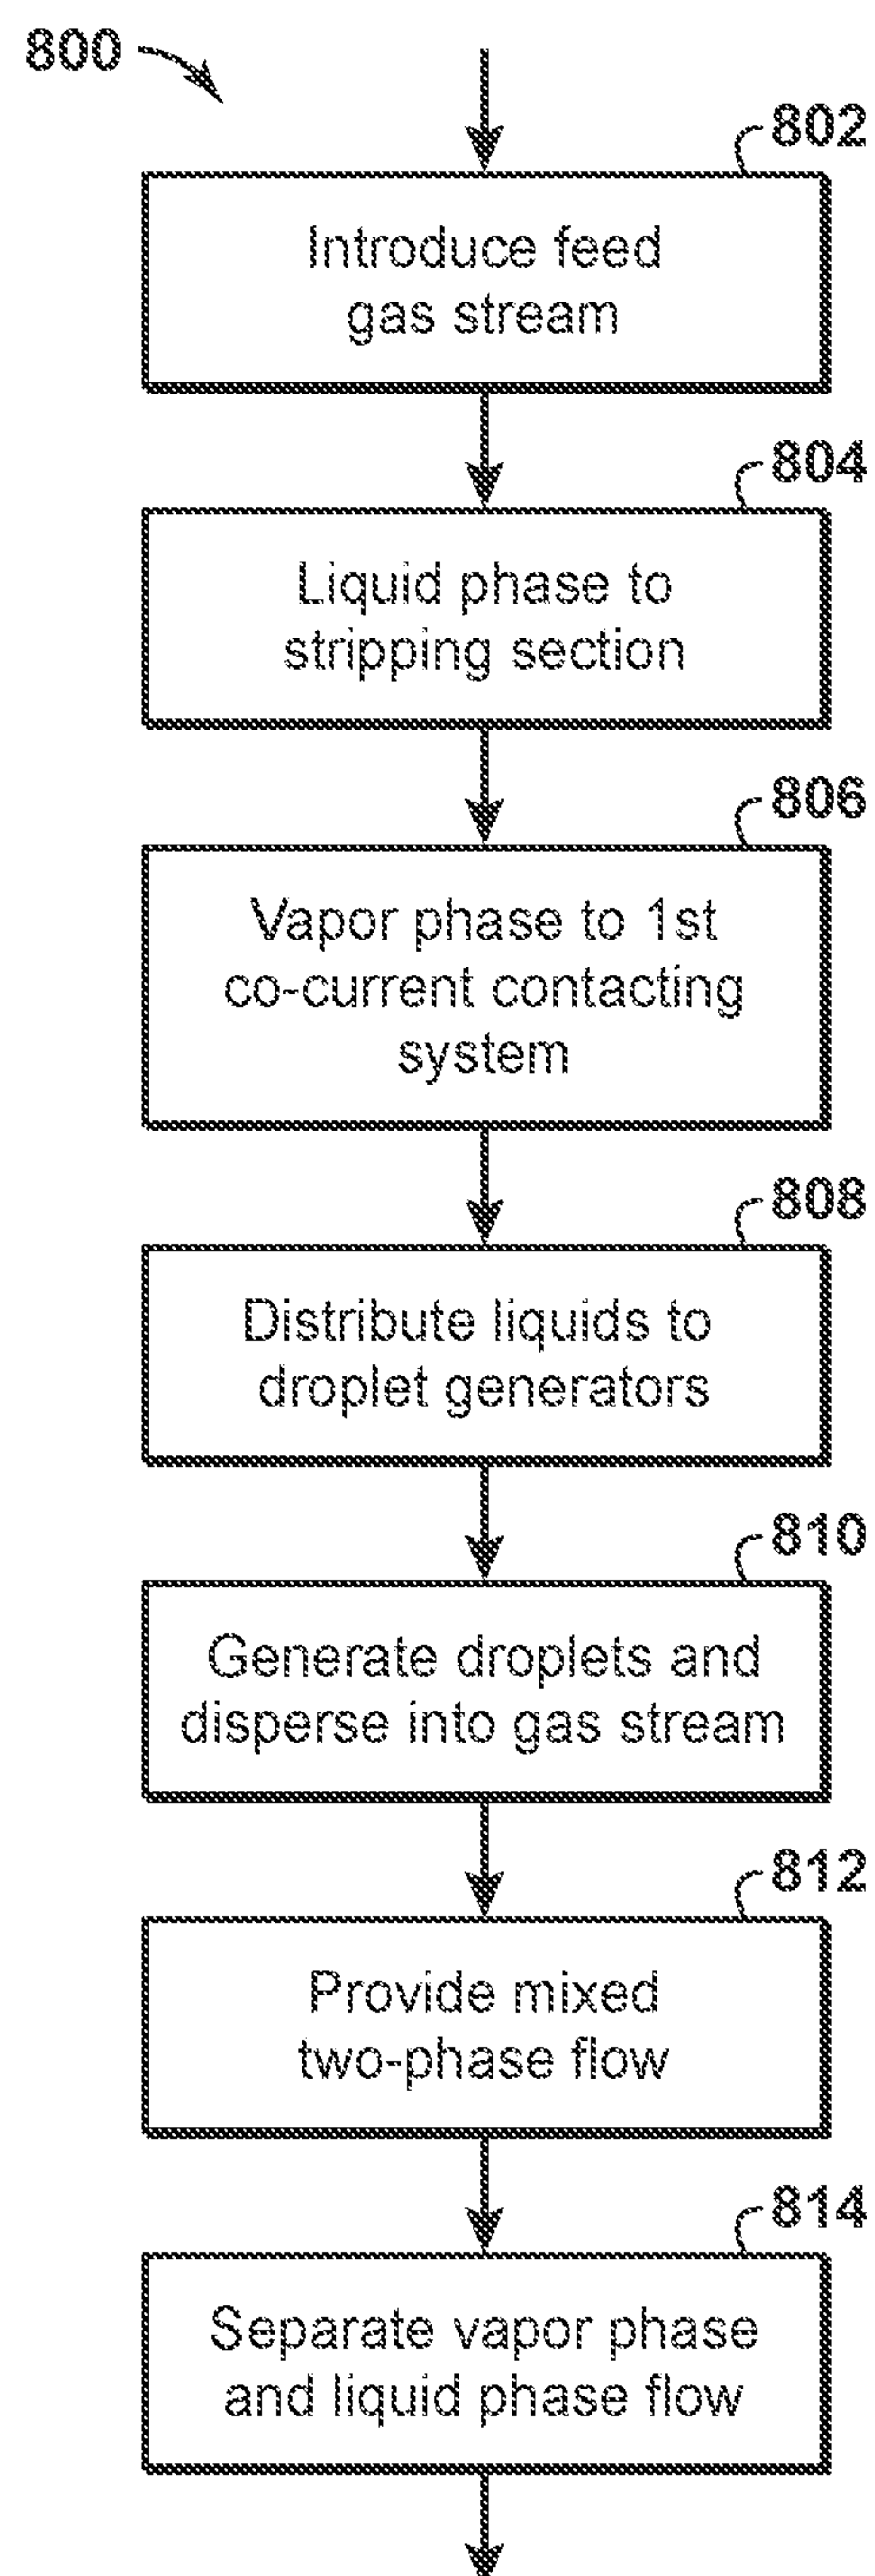 800
802
Introduce feed
gas stream
804
Liquid phase to
stripping section
806
Vapor phase to 1st
co-current contacting
system
808
Distribute liquids to
droplet generators
810
Generate droplets and
disperse into gas stream
812
Provide mixed
two-phase flow
814
Separate vapor phase
and liquid phase flow